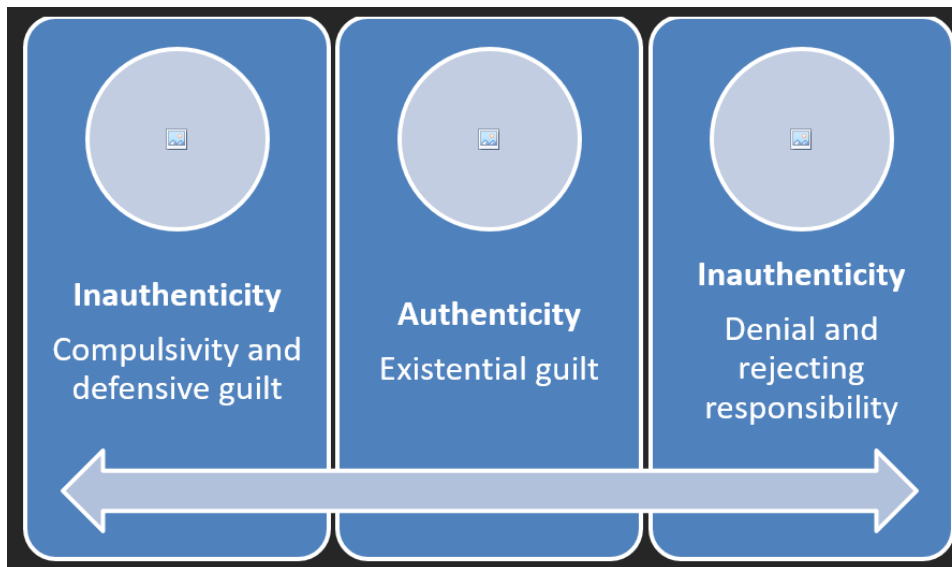 Inauthenticity
Compulsivity and
defensive guilt
Authenticity
Existential guilt
Inauthenticity
Denial and
rejecting
responsibility